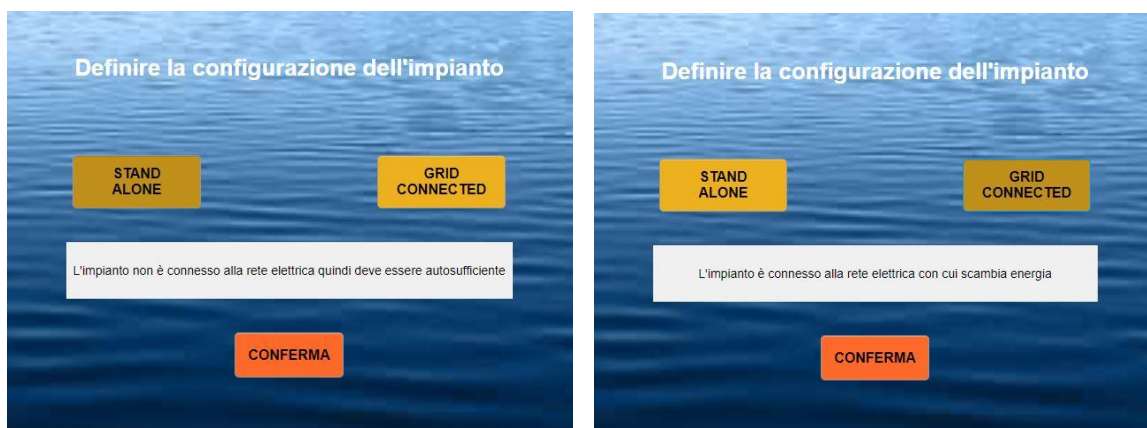 Definire la configurazione dell'impianto
STAND
ALONE
GRID
CONNECTED
L'impianto non è connesso alla rete elettrica quindi deve essere autosufficiente
CONFERMA
Definire la configurazione dell'impianto
STAND
ALONE
GRID
CONNECTED
L'impianto è connesso alla rete elettrica con cui scambia energia
CONFERMA